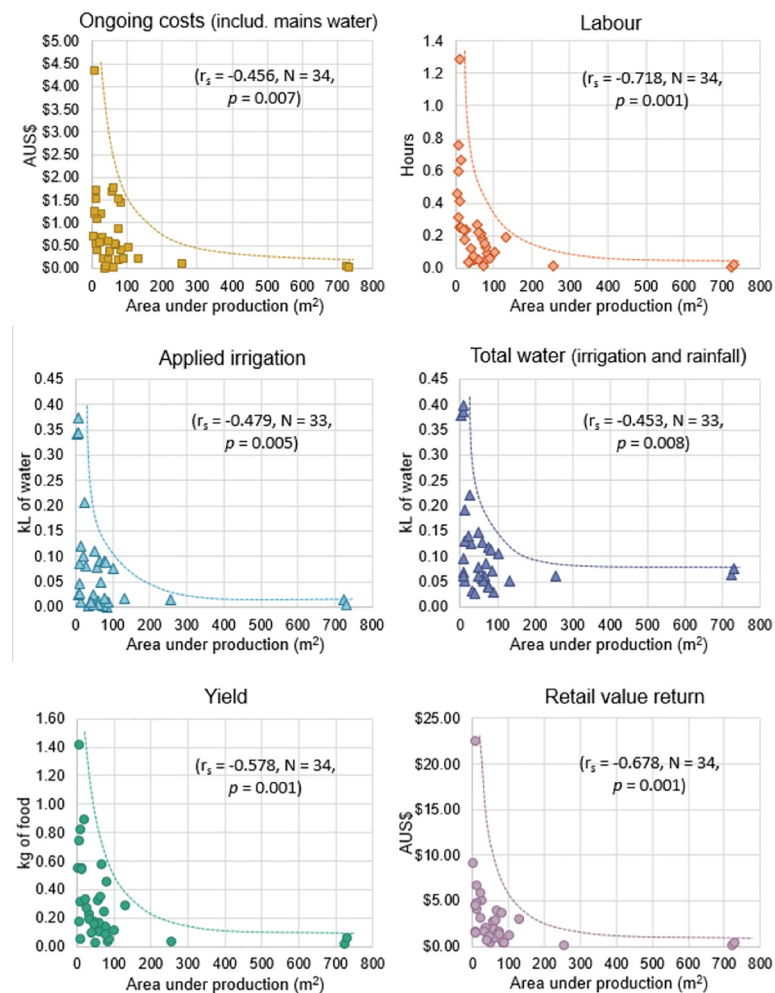 Ongoing costs (includ. mains water)
$5.00
$4.50
$4.00
$3.50
$3.00
$2.50
$2.00
$1.50
$1.00
$0.50
$0.00
AUS$
(rₛ = -0.456, N = 34,
p = 0.007)
0 100 200 300 400 500 600 700 800
Area under production (m²)
Labour
1.4
1.2
1.0
0.8
0.6
0.4
0.2
0.0
Hours
(rₛ = -0.718, N = 34,
p = 0.001)
0 100 200 300 400 500 600 700 800
Area under production (m²)
Applied irrigation
0.45
0.40
0.35
0.30
0.25
0.20
0.15
0.10
0.05
0.00
kL of water
(rₛ = -0.479, N = 33,
p = 0.005)
0 100 200 300 400 500 600 700 800
Area under production (m²)
Total water (irrigation and rainfall)
0.45
0.40
0.35
0.30
0.25
0.20
0.15
0.10
0.05
0.00
kL of water
(rₛ = -0.453, N = 33,
p = 0.008)
0 100 200 300 400 500 600 700 800
Area under production (m²)
Yield
1.60
1.40
1.20
1.00
0.80
0.60
0.40
0.20
0.00
kg of food
(rₛ = -0.578, N = 34,
p = 0.001)
0 100 200 300 400 500 600 700 800
Area under production (m²)
Retail value return
$25.00
$20.00
$15.00
$10.00
$5.00
$0.00
AUS$
(rₛ = -0.678, N = 34,
p = 0.001)
0 100 200 300 400 500 600 700 800
Area under production (m²)